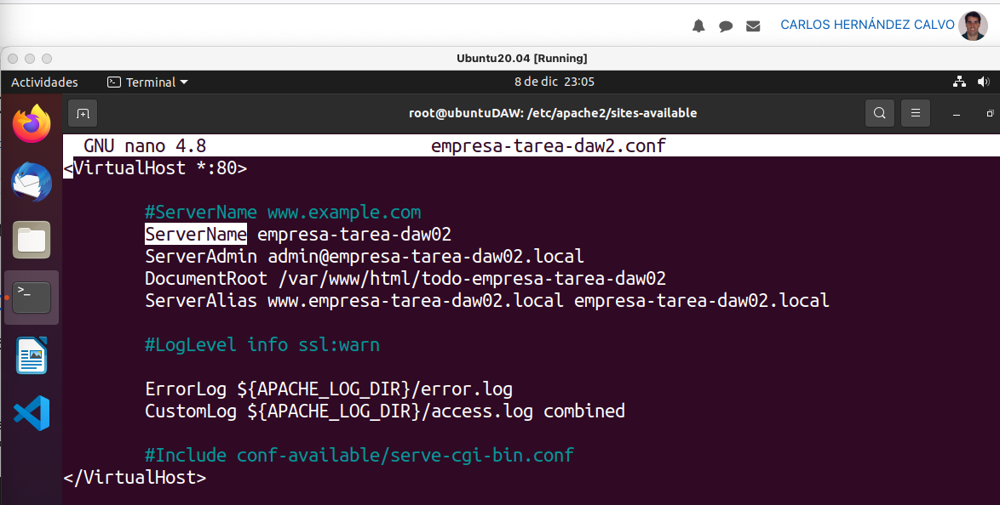 CARLOS HERNÁNDEZ CALVO
Ubuntu20.04 [Running]
Actividades Terminal 8 de dic 23:05
root@ubuntuDAW: /etc/apache2/sites-available
GNU nano 4.8 empresa-tarea-daw2.conf
<VirtualHost *:80>
#ServerName www.example.com
ServerName empresa-tarea-daw02
ServerAdmin admin@empresa-tarea-daw02.local
DocumentRoot /var/www/html/todo-empresa-tarea-daw02
ServerAlias www.empresa-tarea-daw02.local empresa-tarea-daw02.local
#LogLevel info ssl:warn
ErrorLog ${APACHE_LOG_DIR}/error.log
CustomLog ${APACHE_LOG_DIR}/access.log combined
#Include conf-available/serve-cgi-bin.conf
</VirtualHost>